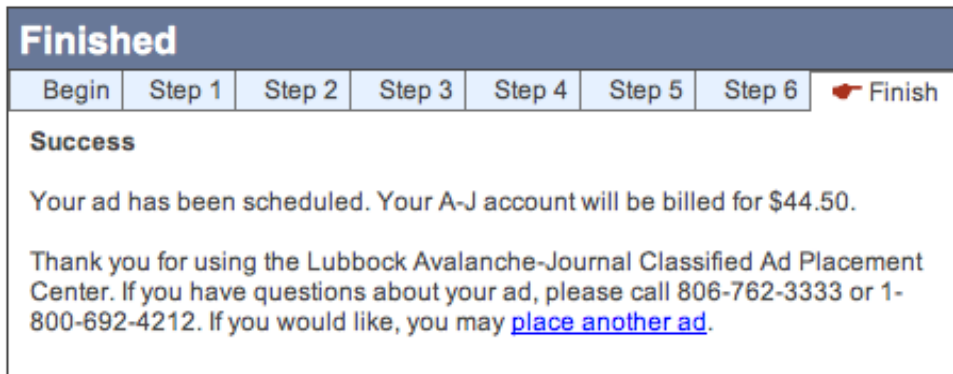 Finished
Begin Step 1 Step 2 Step 3 Step 4 Step 5 Step 6 Finish
Success
Your ad has been scheduled. Your A-J account will be billed for $44.50.
Thank you for using the Lubbock Avalanche-Journal Classified Ad Placement
Center. If you have questions about your ad, please call 806-762-3333 or 1-
800-692-4212. If you would like, you may place another ad.